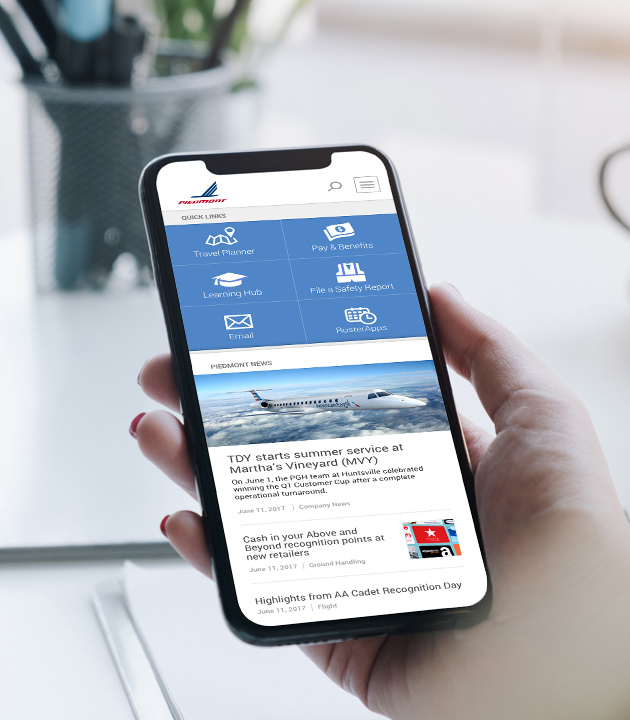 PIEDMONT
QUICK LINKS
Travel Planner
Pay & Benefits
Learning Hub
File a Safety Report
Email
RosterApps
PIEDMONT NEWS
TDY starts summer service at
Martha's Vineyard (MVY)
On June 1, the PGH team at Huntsville celebrated
winning the Q1 Customer Cup after a complete
operational turnaround.
June 11, 2017 | Company News
Cash in your Above and
Beyond recognition points at
new retailers
June 11, 2017 | Ground Handling
Highlights from AA Cadet Recognition Day
June 11, 2017 | Flight